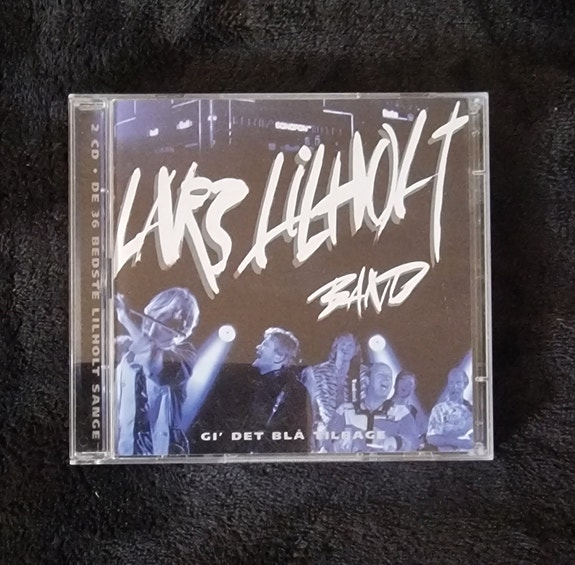 2 CD · DE 36 BEDSTE LILHOLT SANGE
LARS LILHOLT
BAND
GI' DET BLÅ TILBAGE